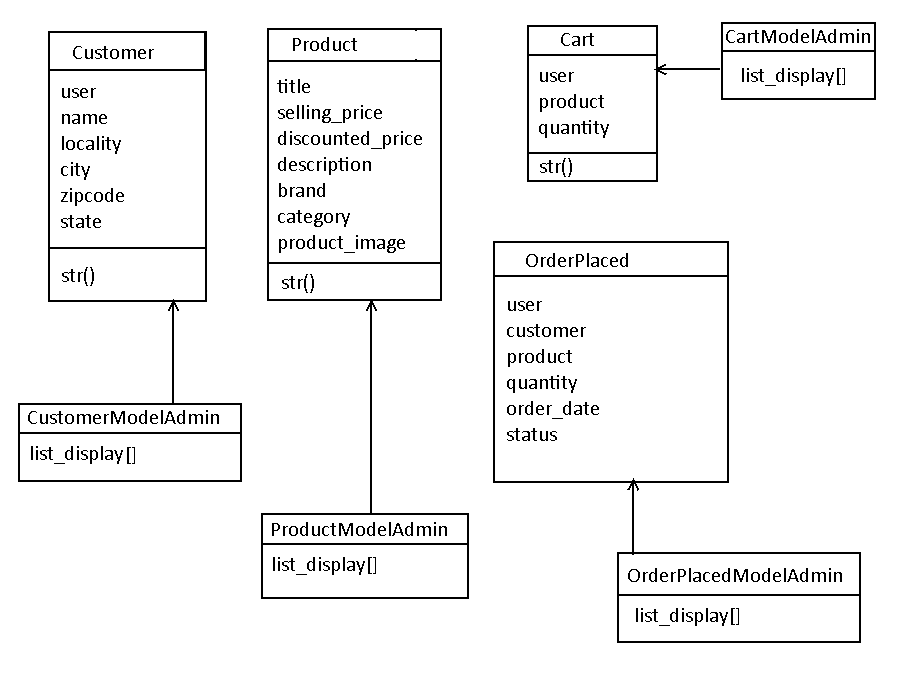 Customer
user
name
locality
city
zipcode
state
str()
Product
title
selling_price
discounted_price
description
brand
category
product_image
str()
Cart
user
product
quantity
str()
CartModelAdmin
list_display[]
OrderPlaced
user
customer
product
quantity
order_date
status
CustomerModelAdmin
list_display[]
ProductModelAdmin
list_display[]
OrderPlacedModelAdmin
list_display[]